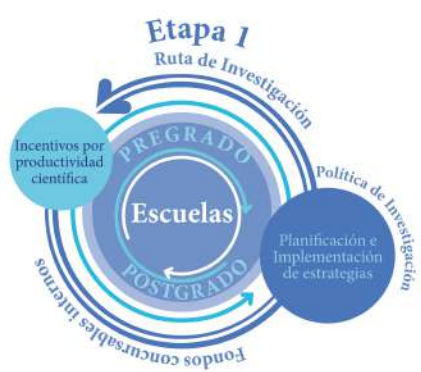 Etapa 1
Ruta de Investigación
Incentivos por
productividad
científica
PREGRADO
Escuelas
POSTGRADO
Política de Investigación
Planificación e
Implementación
de estrategias
Fondos concursables internos